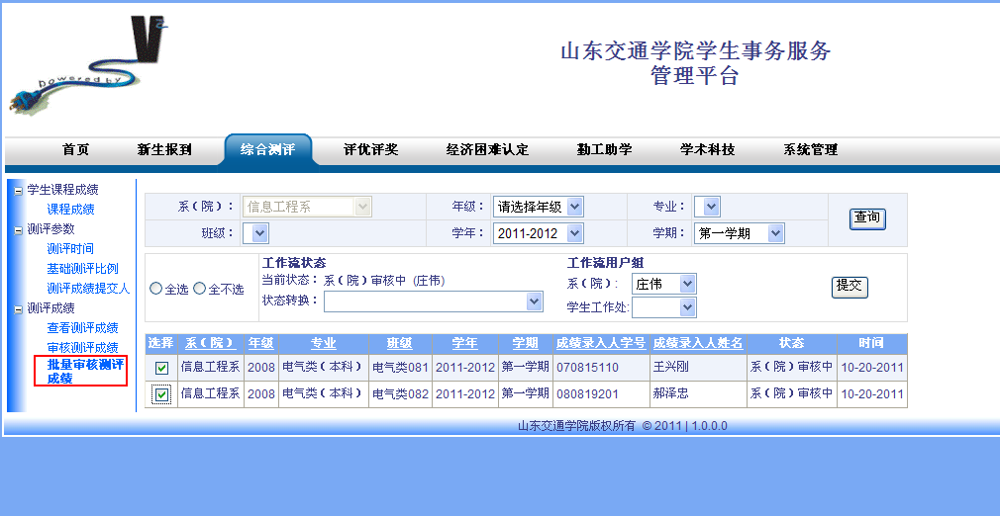 V2
powered by
山东交通学院学生事务服务
管理平台
首页 新生报到 综合测评 评优评奖 经济困难认定 勤工助学 学术科技 系统管理
学生课程成绩
课程成绩
测评参数
测评时间
基础测评比例
测评成绩提交人
测评成绩
查看测评成绩
审核测评成绩
批量审核测评
成绩
系（院）： 信息工程系 年级： 请选择年级 专业： 查询
班级： 学年： 2011-2012 学期： 第一学期
全选 全不选
工作流状态
当前状态：系（院）审核中 (庄伟)
状态转换：
工作流用户组
系（院）： 庄伟
学生工作处:
提交
选择 系（院） 年级 专业 班级 学年 学期 成绩录入人学号 成绩录入人姓名 状态 时间
信息工程系 2008 电气类（本科） 电气类081 2011-2012 第一学期 070815110 王兴刚 系（院）审核中 10-20-2011
信息工程系 2008 电气类（本科） 电气类082 2011-2012 第一学期 080819201 郝泽忠 系（院）审核中 10-20-2011
山东交通学院版权所有 © 2011 | 1.0.0.0